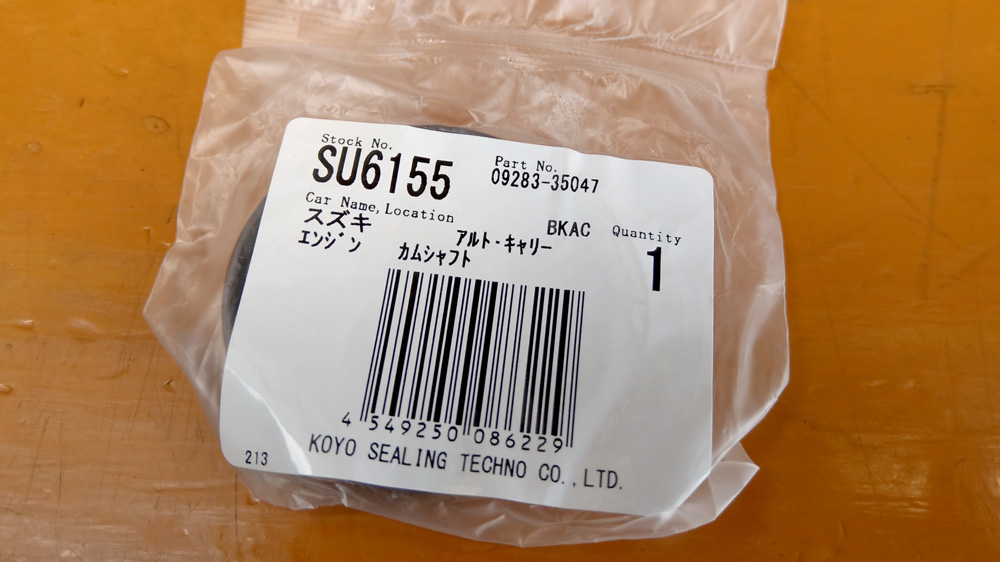 Stock No.
SU6155
Part No.
09283-35047
Car Name,Location
スズキ
BKAC
Quantity
エンジン
アルト・キャリー
カムシャフト
1
4 549250 086229
213
KOYO SEALING TECHNO CO.,LTD.